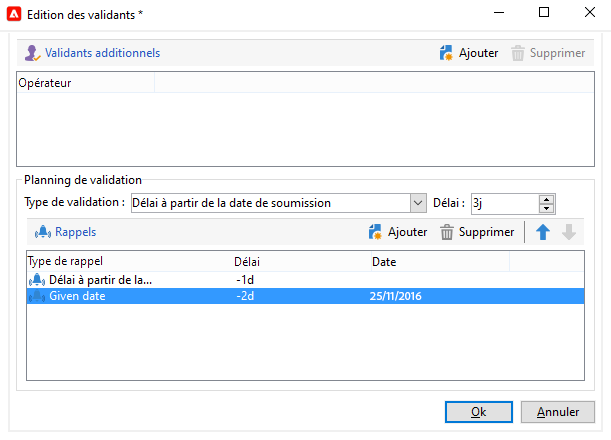 Edition des validants *
Validants additionnels Ajouter Supprimer
Opérateur
Planning de validation
Type de validation : Délai à partir de la date de soumission Délai : 3j
Rappels Ajouter Supprimer
Type de rappel Délai Date
Délai à partir de la... -1d
Given date -2d 25/11/2016
Ok Annuler